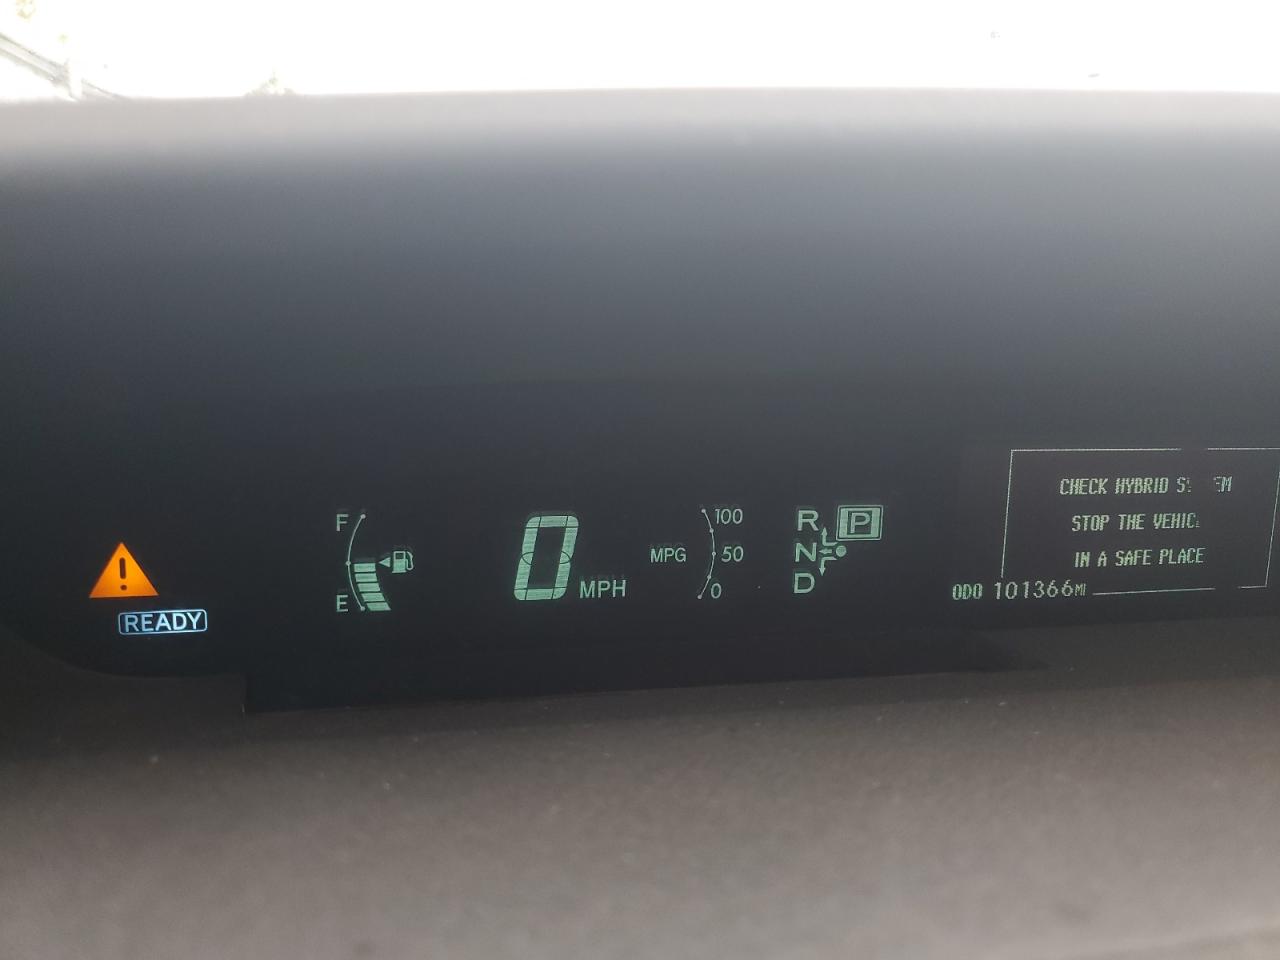 F
E
READY
0 MPH
MPG
100
50
0
R
N
D
P
CHECK HYBRID
STOP THE
IN A SAFE PLACE
ODO 101366MI